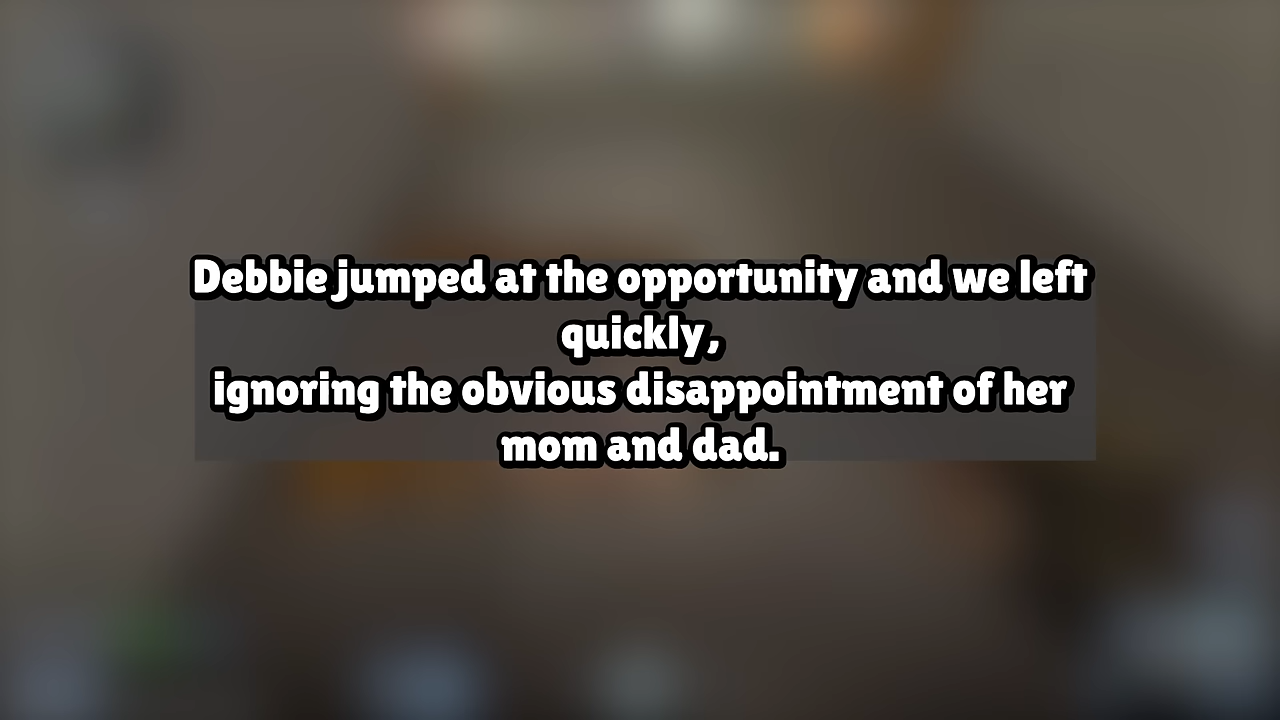 Debbie jumped at the opportunity and we left
quickly,
ignoring the obvious disappointment of her
mom and dad.